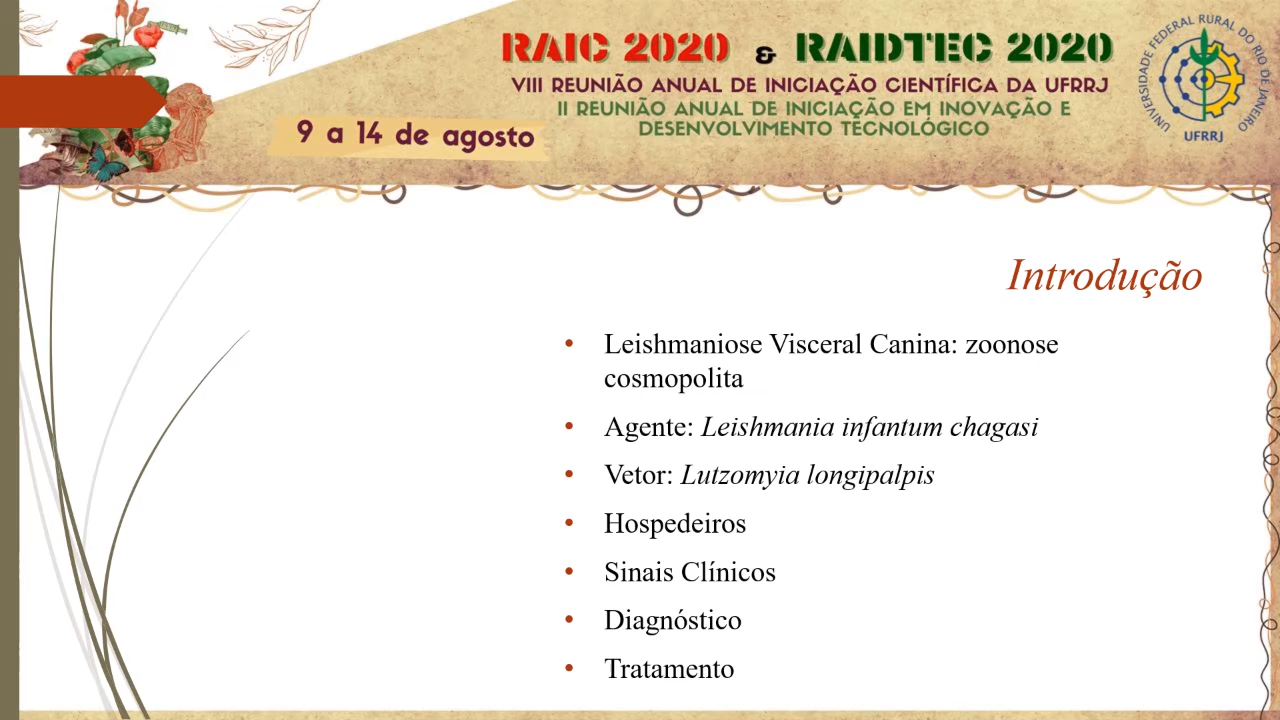 RAIC 2020 & RAIDTEC 2020
VIII REUNIÃO ANUAL DE INICIAÇÃO CIENTÍFICA DA UFRRJ
II REUNIÃO ANUAL DE INICIAÇÃO EM INOVAÇÃO E
DESENVOLVIMENTO TECNOLÓGICO
9 a 14 de agosto
UNIVERSIDADE FEDERAL RURAL DO RIO DE JANEIRO
UFRRJ
Introdução
• Leishmaniose Visceral Canina: zoonose
cosmopolita
• Agente: Leishmania infantum chagasi
• Vetor: Lutzomyia longipalpis
• Hospedeiros
• Sinais Clínicos
• Diagnóstico
• Tratamento